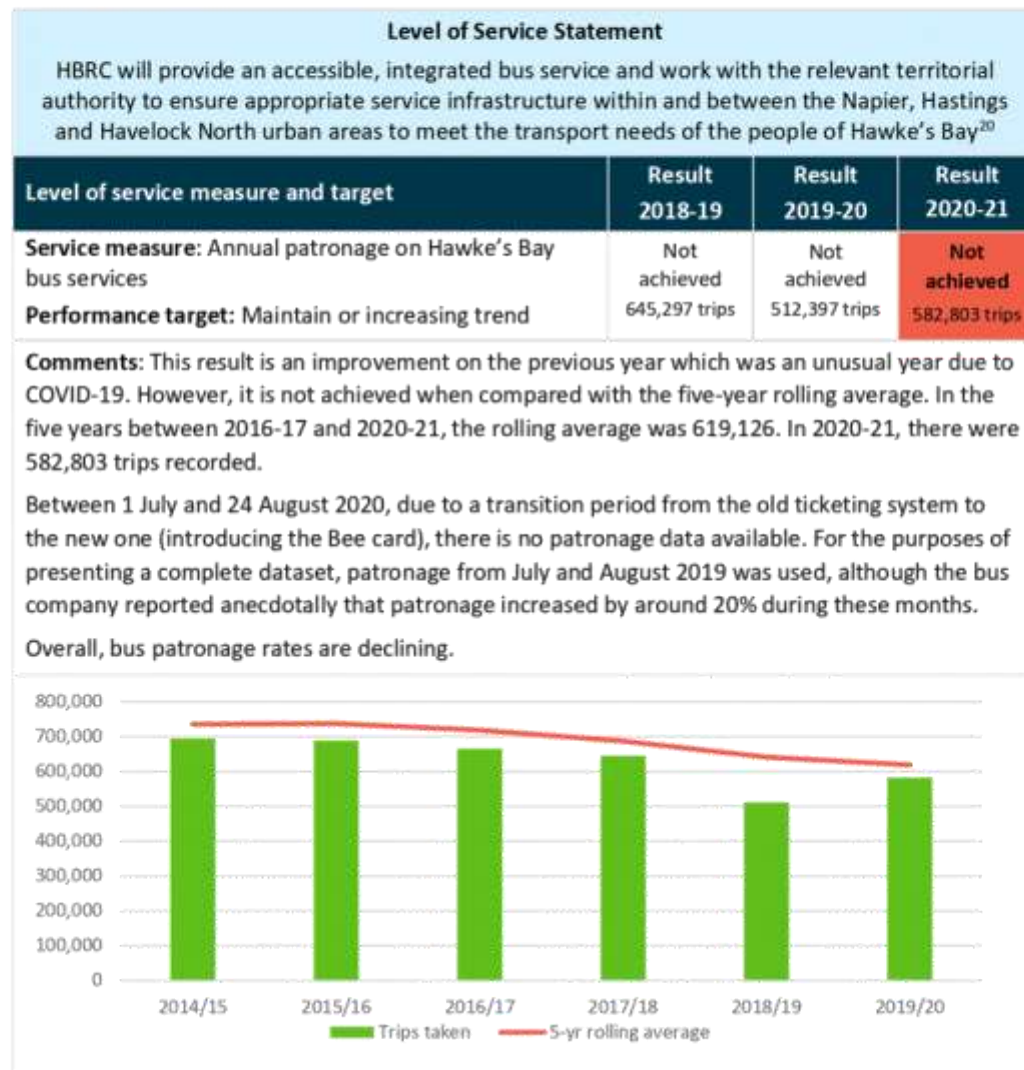 Level of Service Statement
HBRC will provide an accessible, integrated bus service and work with the relevant territorial
authority to ensure appropriate service infrastructure within and between the Napier, Hastings
and Havelock North urban areas to meet the transport needs of the people of Hawke's Bay20
Level of service measure and target
Result
2018-19
Result
2019-20
Result
2020-21
Service measure: Annual patronage on Hawke's Bay
bus services
Performance target: Maintain or increasing trend
Not
achieved
645,297 trips
Not
achieved
512,397 trips
Not
achieved
582,803 trips
Comments: This result is an improvement on the previous year which was an unusual year due to
COVID-19. However, it is not achieved when compared with the five-year rolling average. In the
five years between 2016-17 and 2020-21, the rolling average was 619,126. In 2020-21, there were
582,803 trips recorded.
Between 1 July and 24 August 2020, due to a transition period from the old ticketing system to
the new one (introducing the Bee card), there is no patronage data available. For the purposes of
presenting a complete dataset, patronage from July and August 2019 was used, although the bus
company reported anecdotally that patronage increased by around 20% during these months.
Overall, bus patronage rates are declining.
800,000
700,000
600,000
500,000
400,000
300,000
200,000
100,000
0
2014/15 2015/16 2016/17 2017/18 2018/19 2019/20
Trips taken 5-yr rolling average